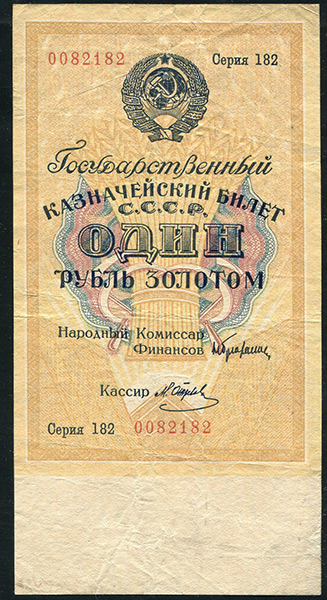 0082182 Серия 182
Государственный
КАЗНАЧЕЙСКИЙ БИЛЕТ
С.С.С.Р.
ОДИН
РУБЛЬ ЗОЛОТОМ
Народный Комиссар
Финансов
Кассир
Серия 182 0082182